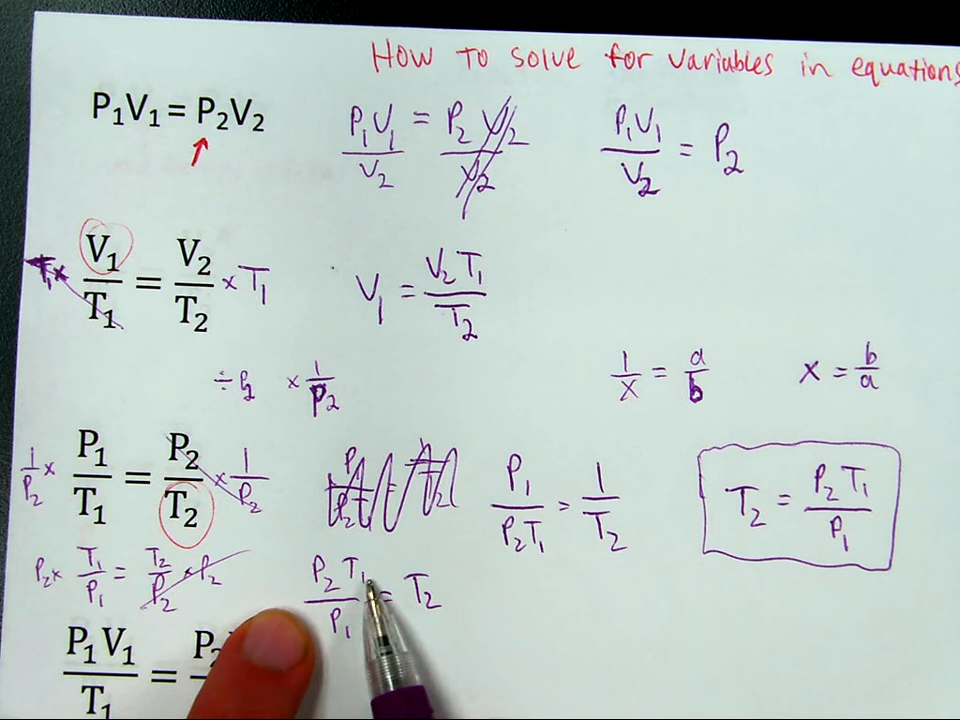 How to solve for variables in equations
P₁V₁ = P₂V₂
P₁V₁/V₂ = P₂V₂/V₂
P₁V₁/V₂ = P₂
T₁× V₁/T₁ = V₂/T₂ × T₁
V₁ = V₂T₁/T₂
÷P₂ × 1/P₂
1/x = a/b
x = b/a
1/P₂ × P₁/T₁ = P₂/T₂ × 1/P₂
P₁/P₂T₁ = 1/T₂
T₂ = P₂T₁/P₁
P₂× T₁/P₁ = T₂/P₂ × P₂
P₂T₁/P₁ = T₂
P₁V₁/T₁ = P₂